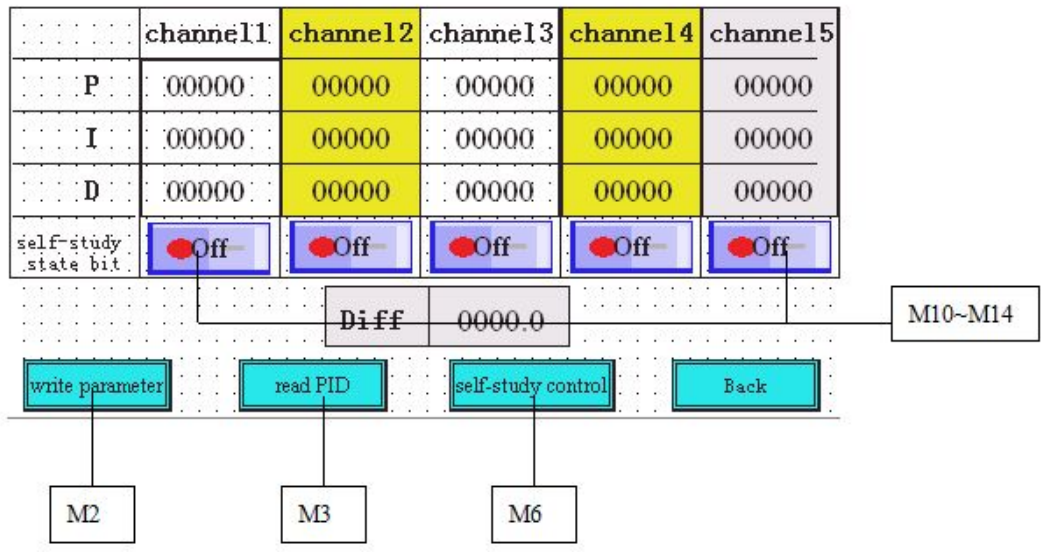 channel1 channel2 channel3 channel4 channel5
P 00000 00000 00000 00000 00000
I 00000 00000 00000 00000 00000
D 00000 00000 00000 00000 00000
self-study
state bit
Off Off Off Off Off
Diff 0000.0
M10~M14
write parameter read PID self-study control Back
M2 M3 M6